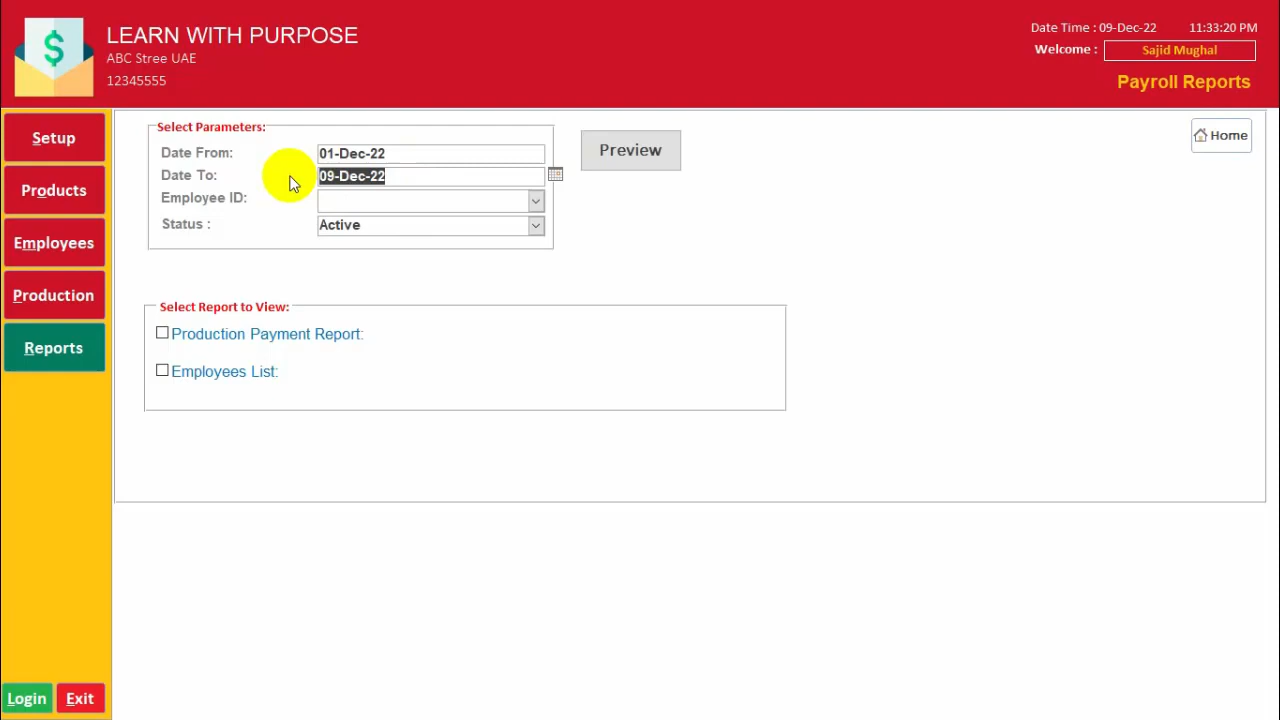 LEARN WITH PURPOSE
ABC Stree UAE
12345555
Date Time : 09-Dec-22 11:33:20 PM
Welcome : Sajid Mughal
Payroll Reports
Setup
Products
Employees
Production
Reports
Login Exit
Select Parameters:
Date From: 01-Dec-22
Date To: 09-Dec-22
Employee ID:
Status : Active
Preview
Home
Select Report to View:
Production Payment Report:
Employees List: